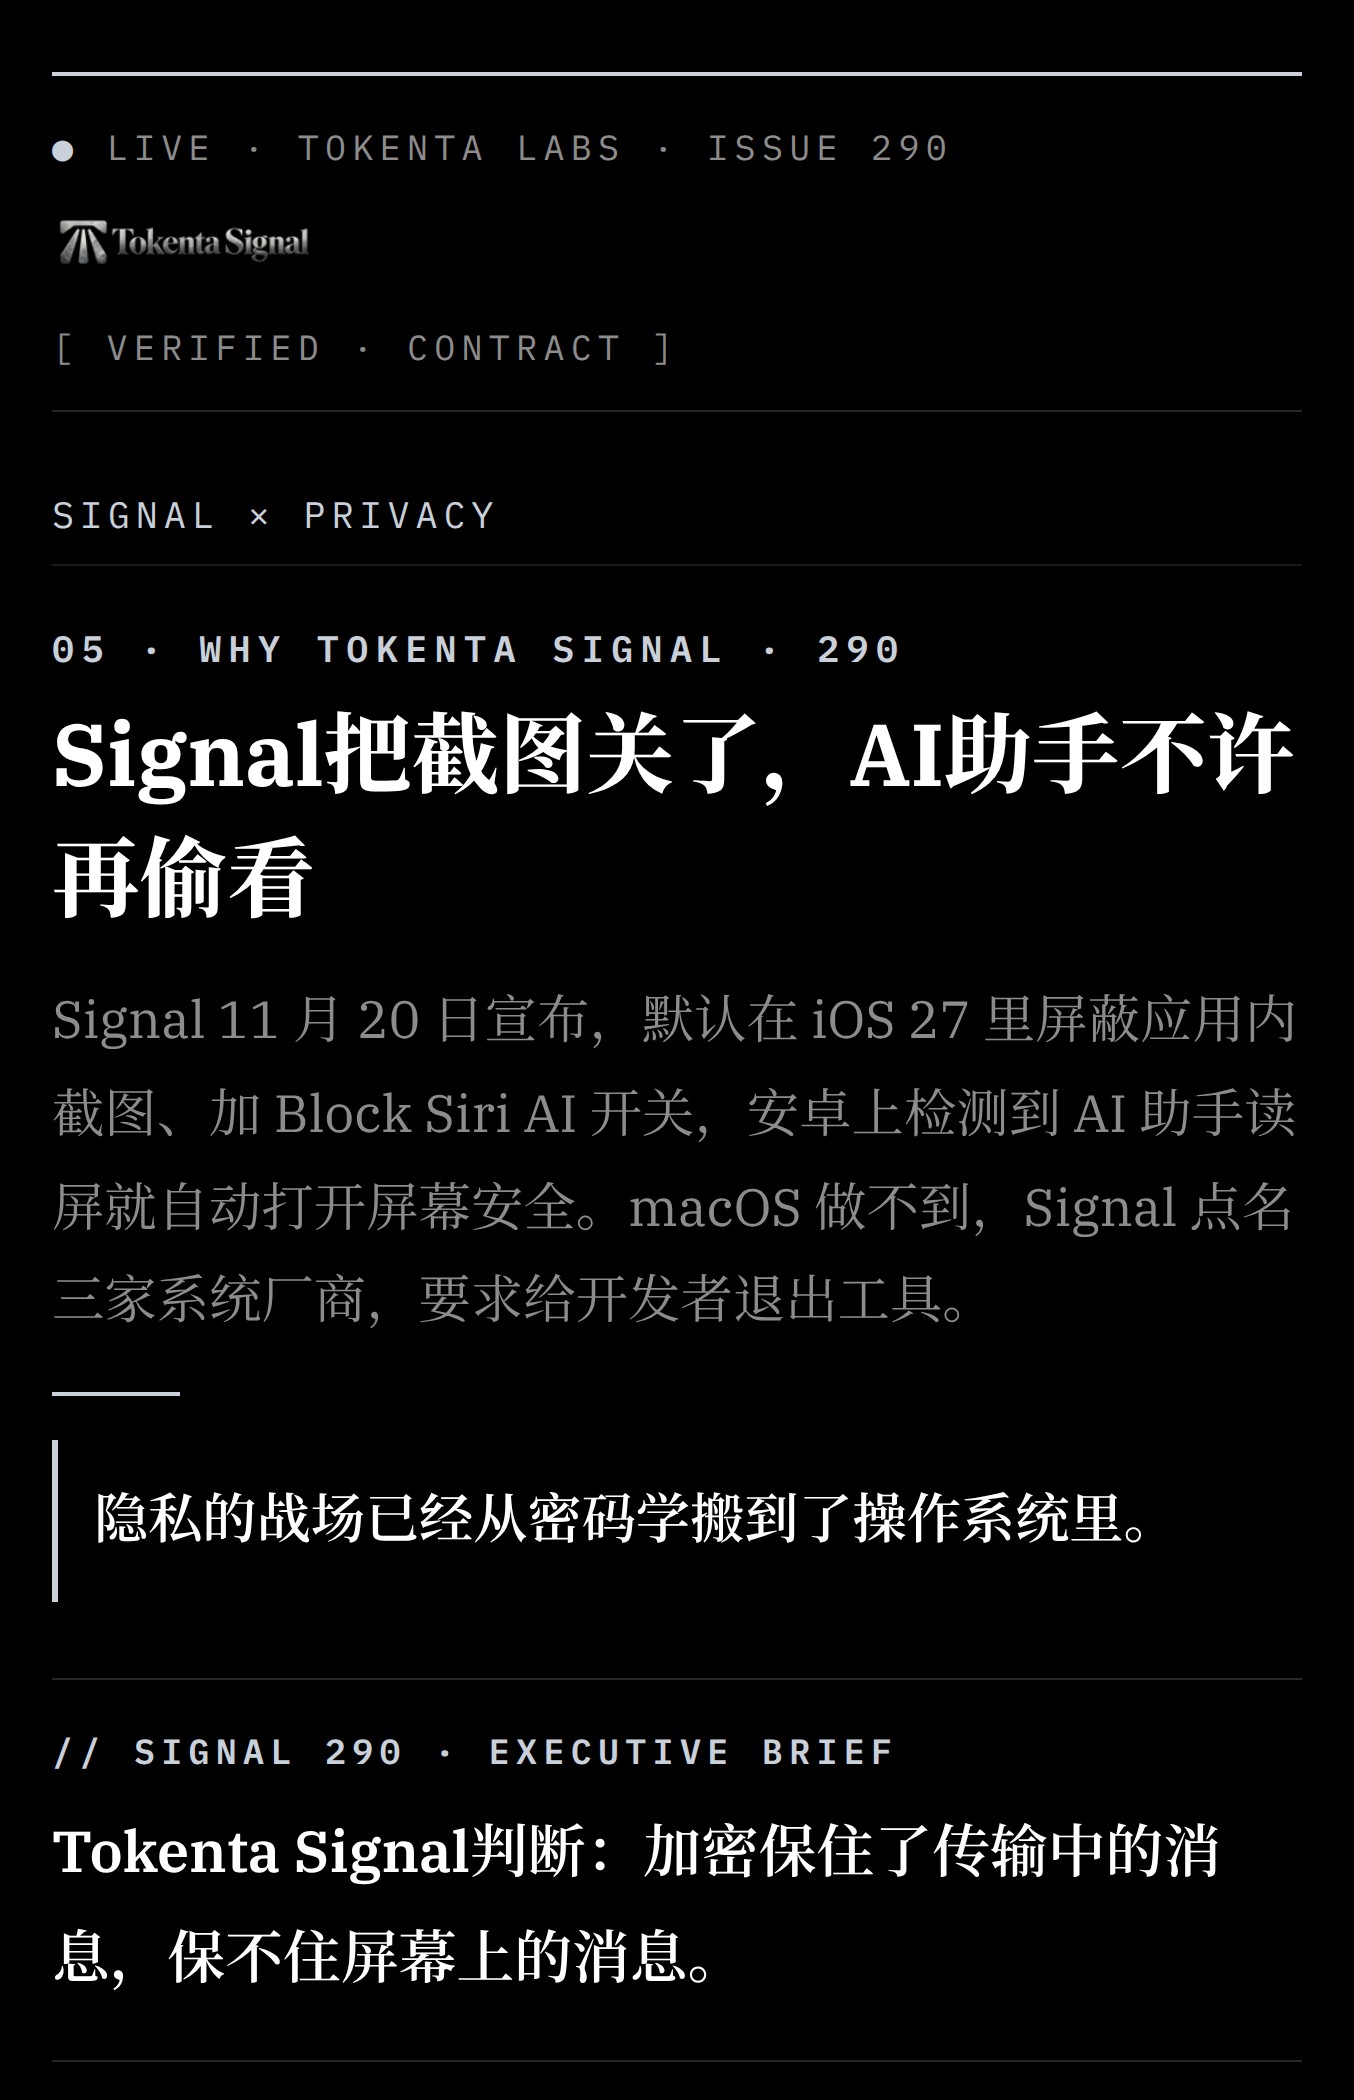 ● LIVE · TOKENTA LABS · ISSUE 290
Tokenta Signal
[ VERIFIED · CONTRACT ]
SIGNAL × PRIVACY
05 · WHY TOKENTA SIGNAL · 290
Signal把截图关了，AI助手不许
再偷看
Signal 11 月 20 日宣布，默认在 iOS 27 里屏蔽应用内
截图、加 Block Siri AI 开关，安卓上检测到 AI 助手读
屏就自动打开屏幕安全。macOS 做不到，Signal 点名
三家系统厂商，要求给开发者退出工具。
隐私的战场已经从密码学搬到了操作系统里。
// SIGNAL 290 · EXECUTIVE BRIEF
Tokenta Signal判断：加密保住了传输中的消
息，保不住屏幕上的消息。